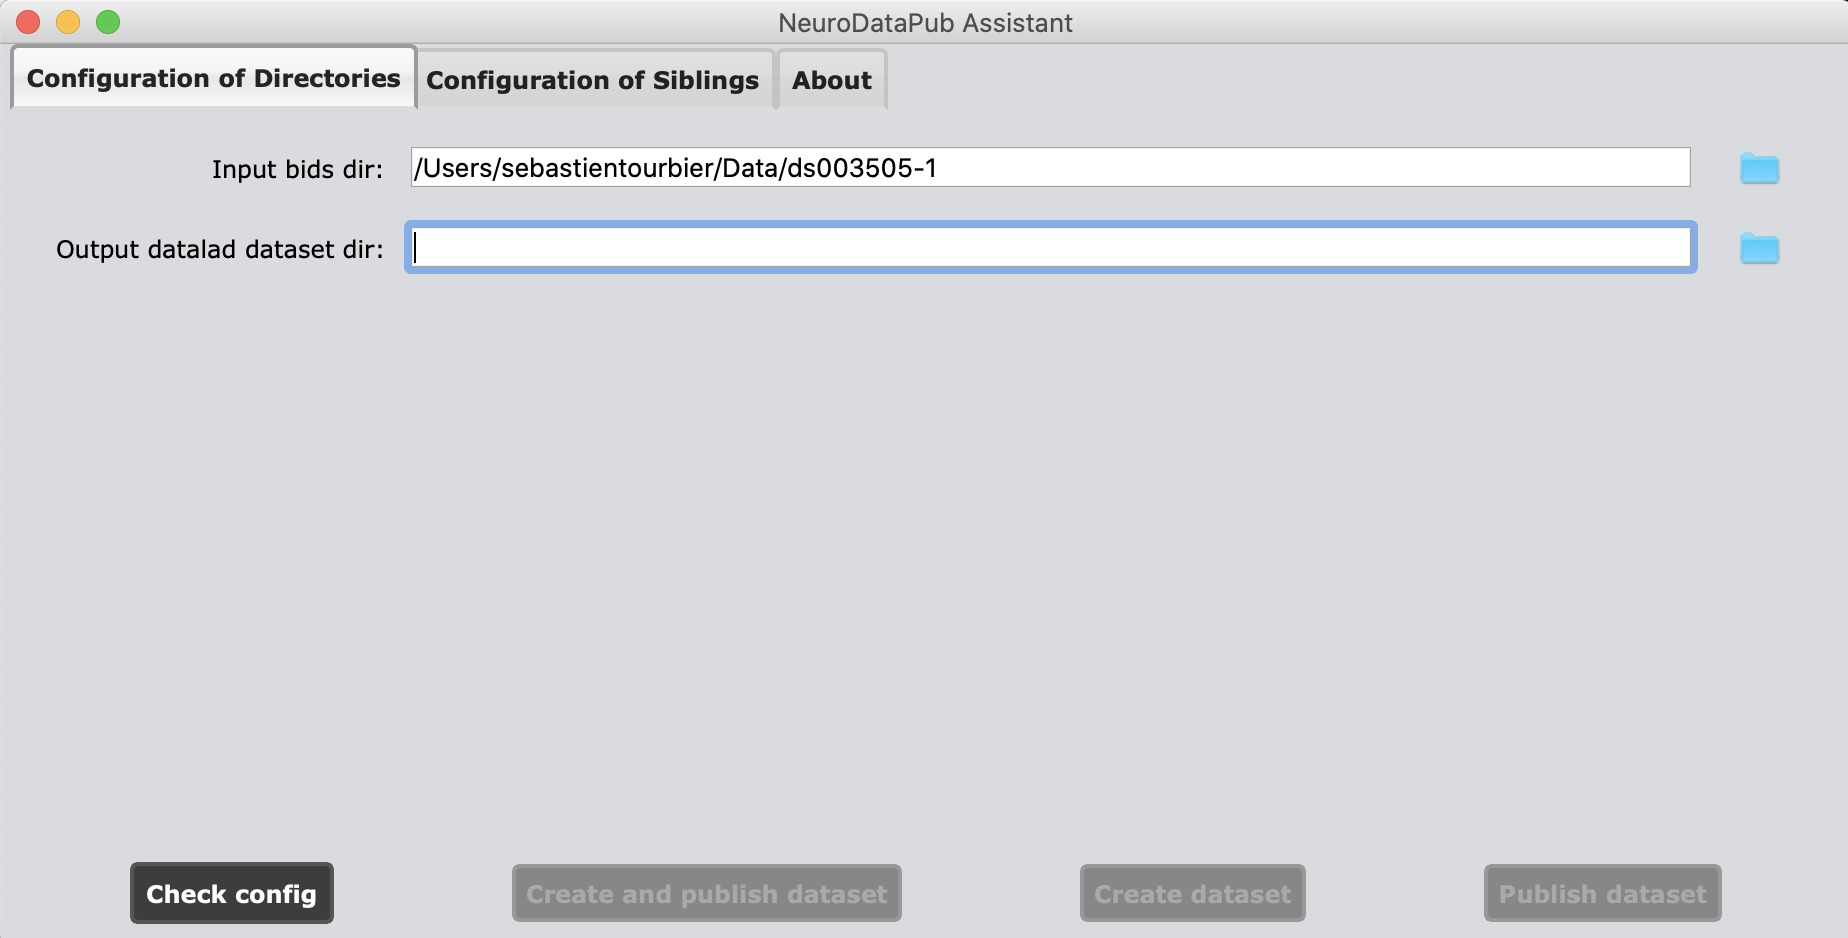 NeuroDataPub Assistant
Configuration of Directories Configuration of Siblings About
Input bids dir: /Users/sebastientourbier/Data/ds003505-1
Output datalad dataset dir:
Check config Create and publish dataset Create dataset Publish dataset